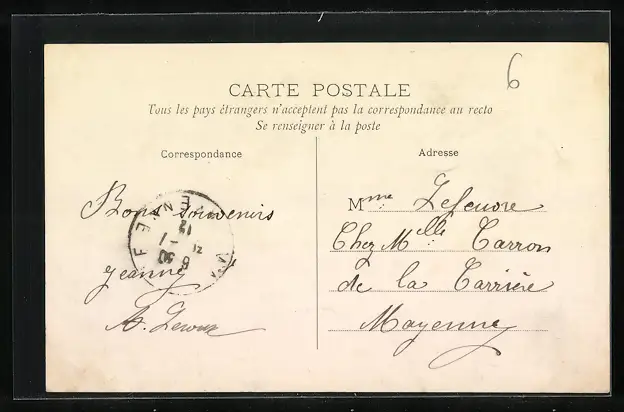 6
CARTE POSTALE
Tous les pays étrangers n'acceptent pas la correspondance au recto
Se renseigner à la poste
Correspondance
Adresse
Bons souvenirs
Jeanne
Mme Lefeuvre
Chez Mlle Carron
de la Carrière
Mayenne